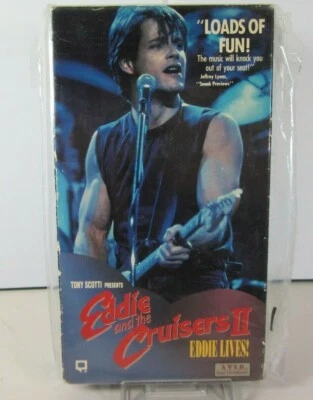 "LOADS OF
FUN!
The music will knock you
out of your seat!"
Jeffrey Lyons,
"Sneak Previews"
TONY SCOTTI PRESENTS
Eddie
and the
Cruisers II
EDDIE LIVES!